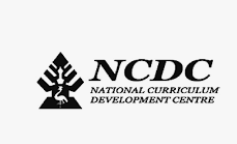 NCDC
NATIONAL CURRICULUM
DEVELOPMENT CENTRE